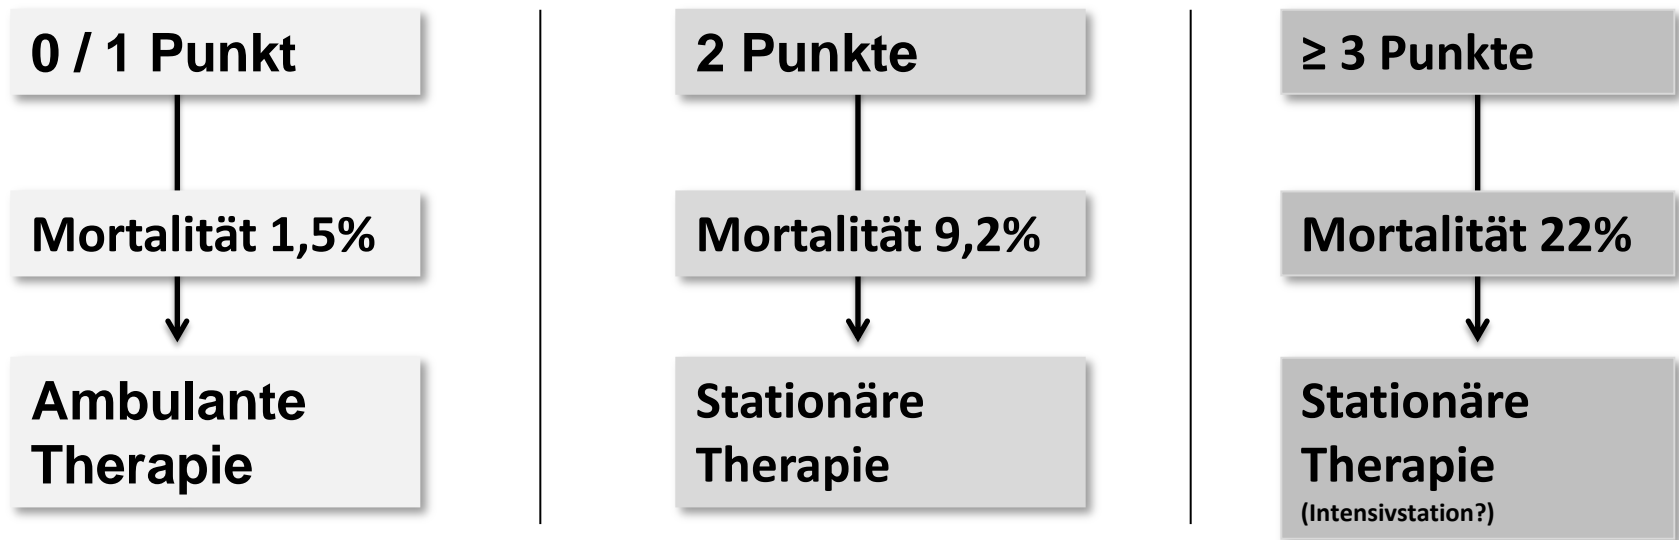 0 / 1 Punkt
Mortalität 1,5%
Ambulante
Therapie
2 Punkte
Mortalität 9,2%
Stationäre
Therapie
≥ 3 Punkte
Mortalität 22%
Stationäre
Therapie
(Intensivstation?)